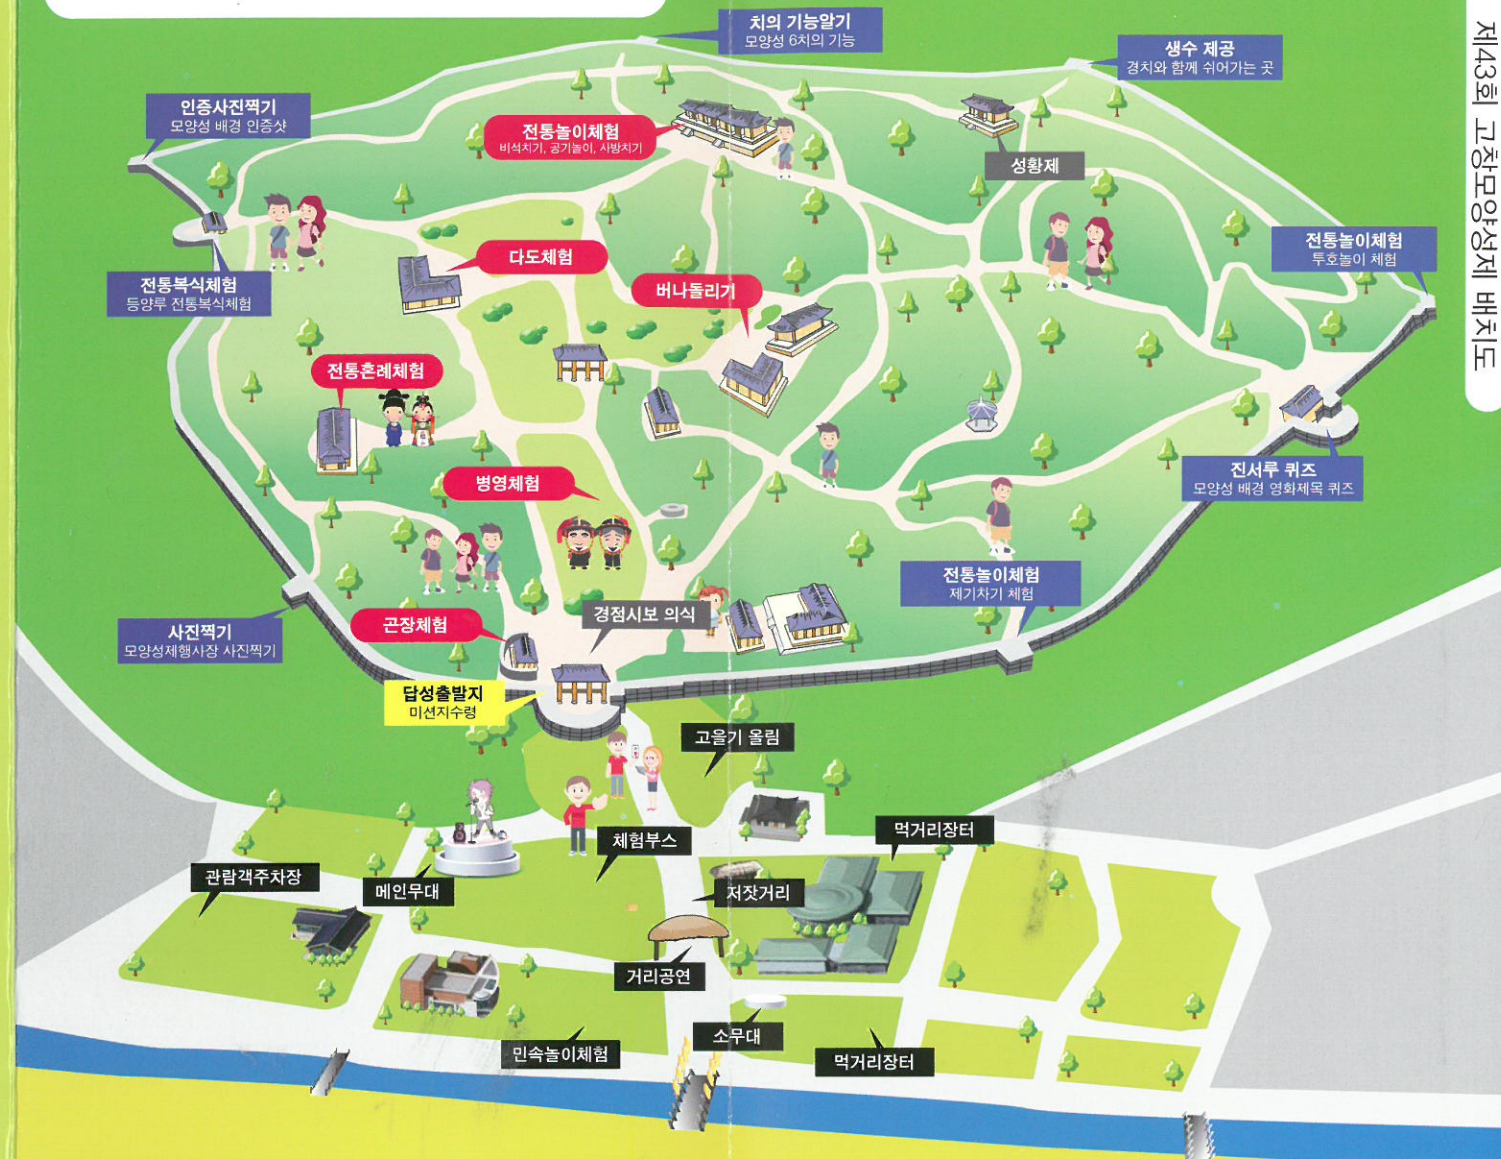 제43회 고창모양성제 배치도
치의 기능알기
모양성 6치의 기능
생수 제공
경치와 함께 쉬어가는 곳
인증사진찍기
모양성 배경 인증샷
전통놀이체험
비석치기, 공기놀이, 사방치기
성황제
전통놀이체험
투호놀이 체험
다도체험
전통복식체험
등양루 전통복식체험
버나돌리기
전통혼례체험
진서루 퀴즈
모양성 배경 영화제목 퀴즈
병영체험
전통놀이체험
제기차기 체험
경점시보 의식
곤장체험
사진찍기
모양성제행사장 사진찍기
답성출발지
미션지수령
고을기 올림
체험부스
먹거리장터
관람객주차장
메인무대
저잣거리
거리공연
소무대
민속놀이체험
먹거리장터